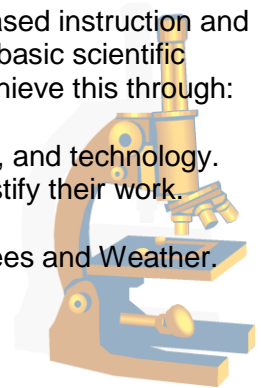 ased instruction and
basic scientific
hieve this through:
, and technology.
stify their work.
ees and Weather.